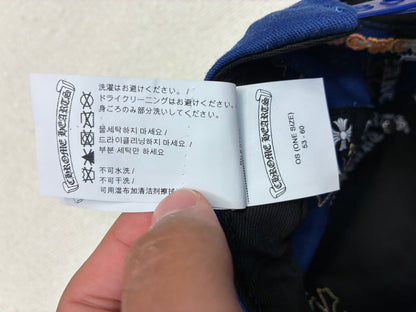 CHROME HEARTS
洗濯はお避けください。
ドライクリーニングはお避けください。
身ごろのみ部分洗いしてください。
물세탁하지 마세요
드라이클리닝하지 마세요
부분 세탁만 하세요
不可水洗
不可干洗
可用湿布加清洁剂擦拭
CHROME HEARTS
OS (ONE SIZE)
53 - 60